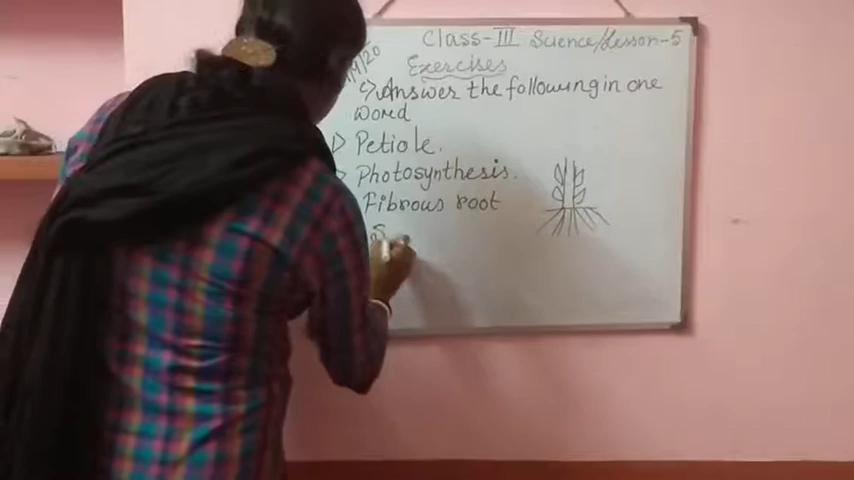 Class-III Science/Lesson-5
Exercises
Answer the following in one
word
Petiole.
Photosynthesis.
Fibrous root
S